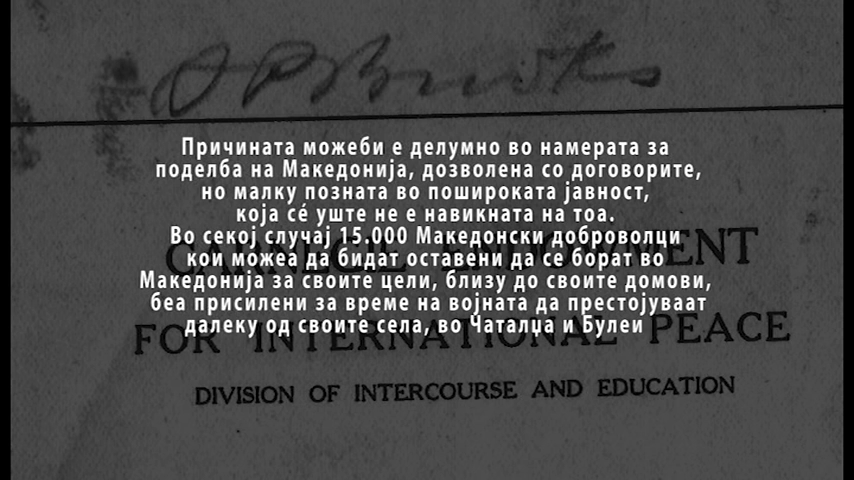 Причината можеби е делумно во намерата за
поделба на Македонија, дозволена со договорите,
но малку позната во пошироката јавност,
која сé уште не е навикната на тоа.
Во секој случај 15.000 Македонски доброволци
кои можеа да бидат оставени да се борат во
Македонија за своите цели, близу до своите домови,
беа присилени за време на војната да престојуваат
далеку од своите села, во Чаталџа и Булеи
CARNEGIE ENDOWMENT
FOR INTERNATIONAL PEACE
DIVISION OF INTERCOURSE AND EDUCATION